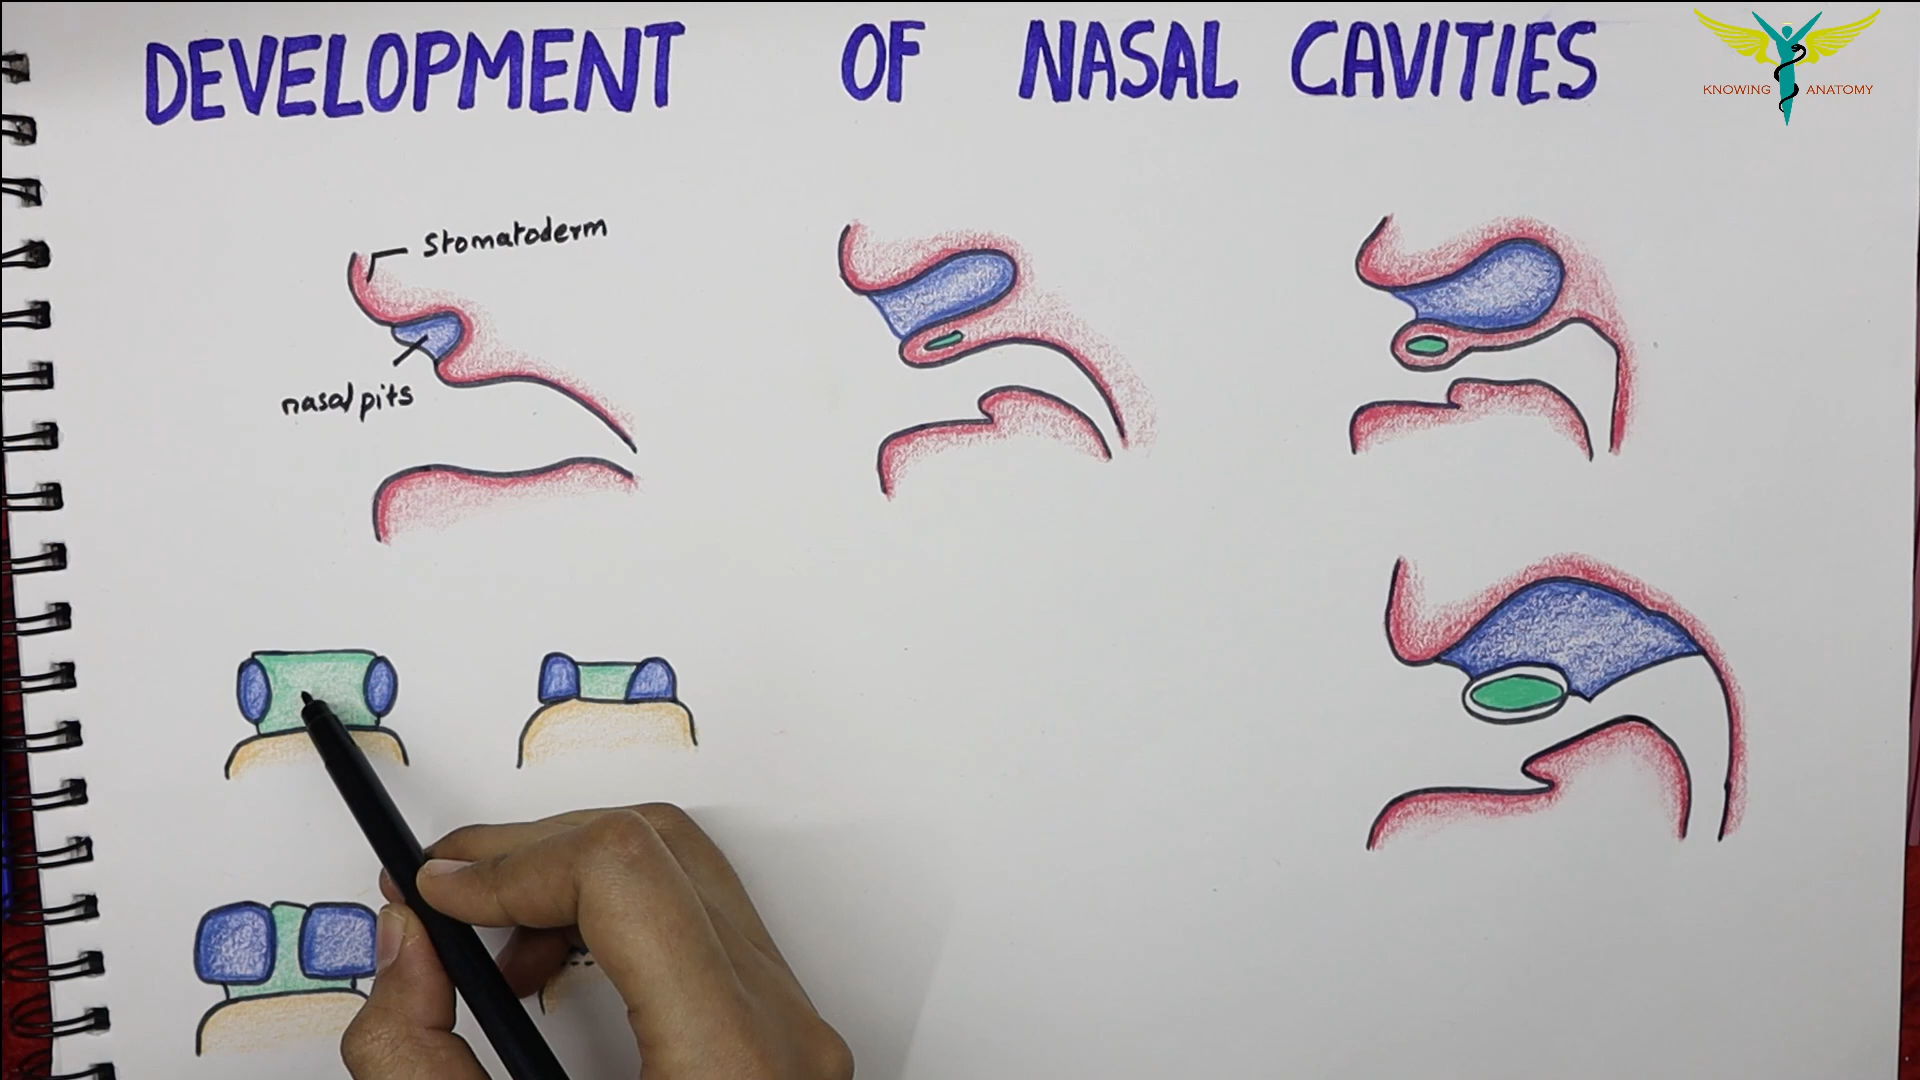 DEVELOPMENT OF NASAL CAVITIES
KNOWING ANATOMY
Stomatoderm
nasal pits